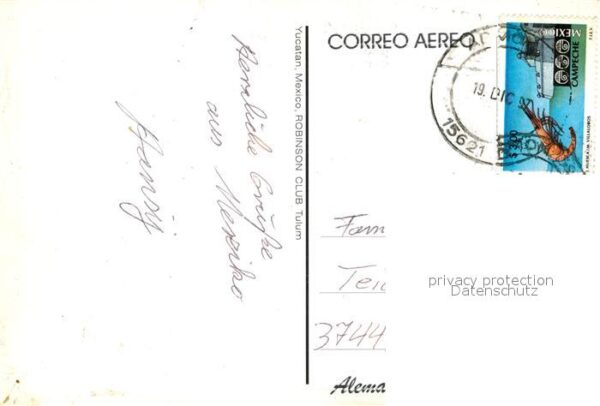 Herzliche Grüße
aus Mexiko
Hansij
Yucatan, Mexico, ROBINSON CLUB Tulum
CORREO AEREO
MEXICO
CAMPECHE
19. DIC
15621
Fam
Tei
3744
Alema
privacy protection
Datenschutz